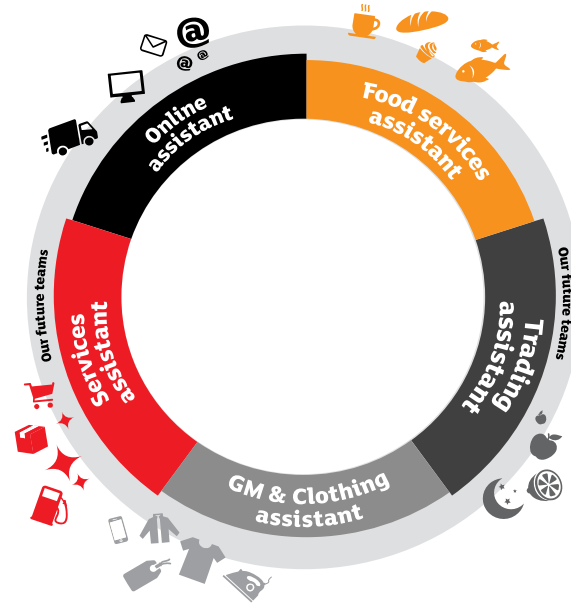 Online
assistant
Food services
assistant
Our future teams
Services
assistant
Trading
assistant
Our future teams
GM & Clothing
assistant
@
@
@